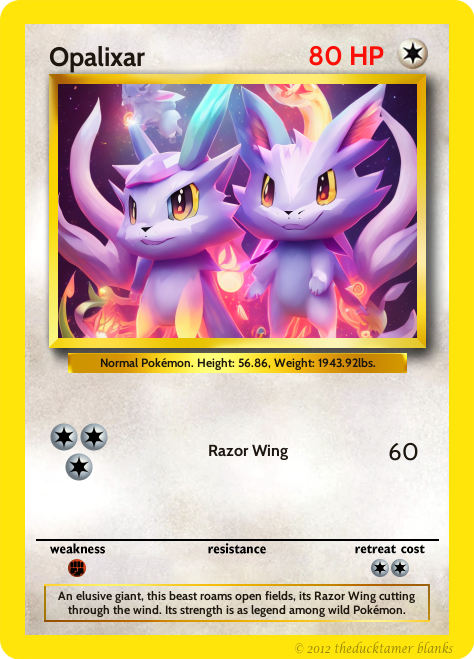 Opalixar
80 HP
Normal Pokémon. Height: 56.86, Weight: 1943.92lbs.
Razor Wing
60
weakness
resistance
retreat cost
An elusive giant, this beast roams open fields, its Razor Wing cutting
through the wind. Its strength is as legend among wild Pokémon.
© 2012 theducktamer blanks